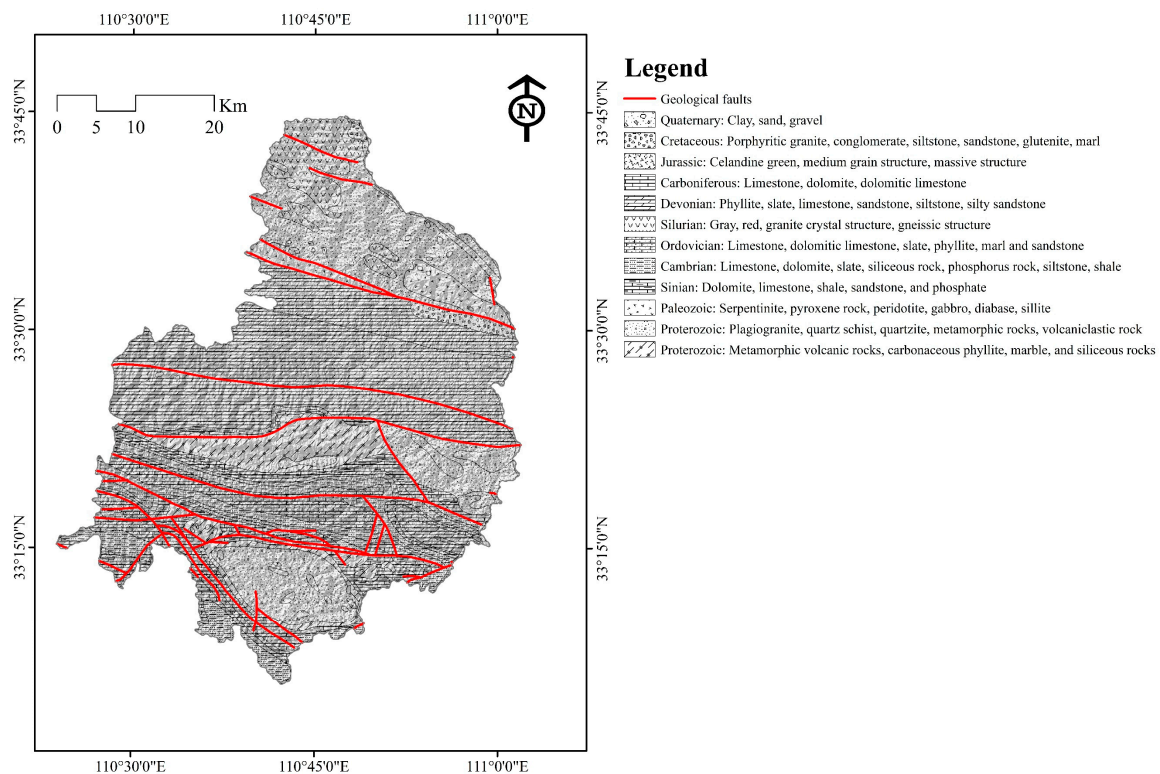 110°30'0"E 110°45'0"E 111°0'0"E
33°45'0"N 33°45'0"N
33°30'0"N 33°30'0"N
33°15'0"N 33°15'0"N
Km
0 5 10 20
N
110°30'0"E 110°45'0"E 111°0'0"E
Legend
Geological faults
Quaternary: Clay, sand, gravel
Cretaceous: Porphyritic granite, conglomerate, siltstone, sandstone, glutenite, marl
Jurassic: Celandine green, medium grain structure, massive structure
Carboniferous: Limestone, dolomite, dolomitic limestone
Devonian: Phyllite, slate, limestone, sandstone, siltstone, silty sandstone
Silurian: Gray, red, granite crystal structure, gneissic structure
Ordovician: Limestone, dolomitic limestone, slate, phyllite, marl and sandstone
Cambrian: Limestone, dolomite, slate, siliceous rock, phosphorus rock, siltstone, shale
Sinian: Dolomite, limestone, shale, sandstone, and phosphate
Paleozoic: Serpentinite, pyroxene rock, peridotite, gabbro, diabase, sillite
Proterozoic: Plagiogranite, quartz schist, quartzite, metamorphic rocks, volcaniclastic rock
Proterozoic: Metamorphic volcanic rocks, carbonaceous phyllite, marble, and siliceous rocks